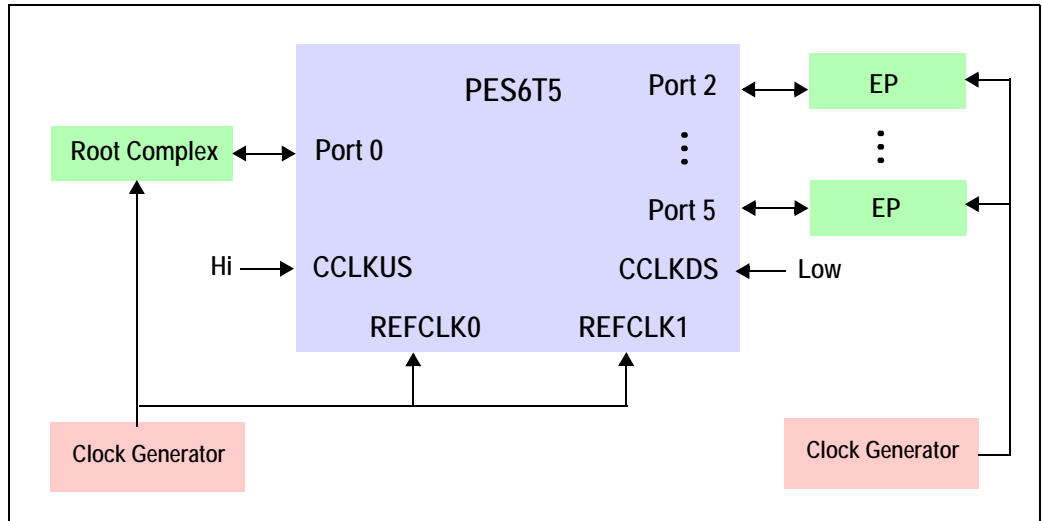 PES6T5
Port 2
EP
Root Complex
Port 0
Port 5
EP
Hi
CCLKUS
CCLKDS
Low
REFCLK0
REFCLK1
Clock Generator
Clock Generator